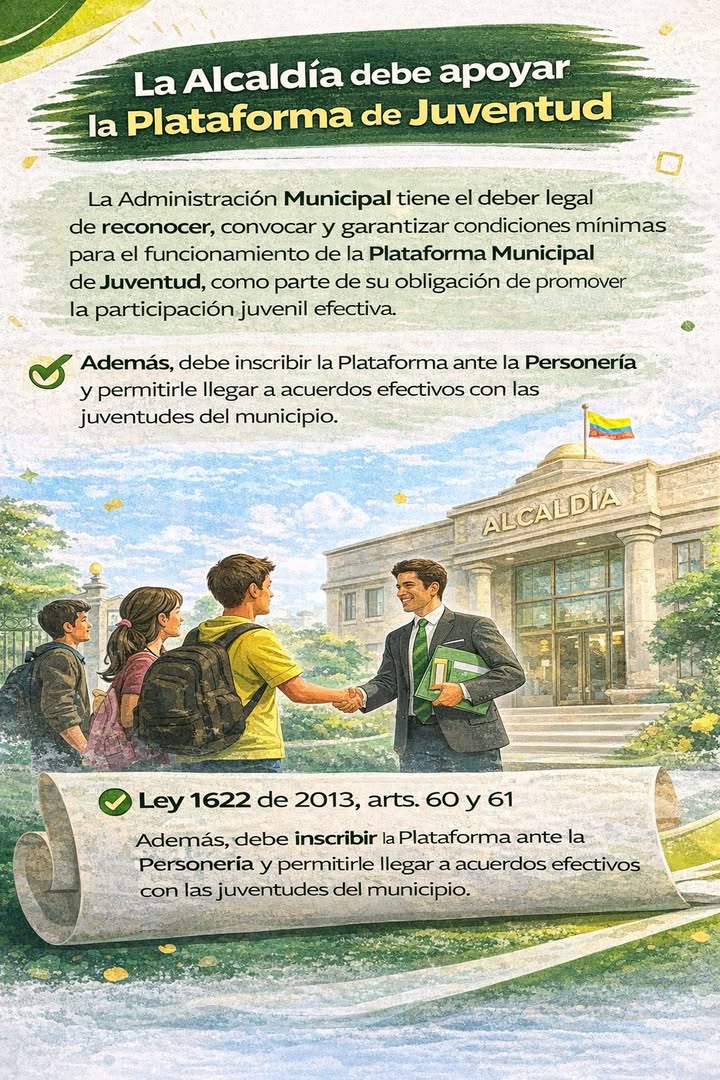 La Alcaldía debe apoyar
la Plataforma de Juventud
La Administración Municipal tiene el deber legal
de reconocer, convocar y garantizar condiciones mínimas
para el funcionamiento de la Plataforma Municipal
de Juventud, como parte de su obligación de promover
la participación juvenil efectiva.
Además, debe inscribir la Plataforma ante la Personería
y permitirle llegar a acuerdos efectivos con las
juventudes del municipio.
ALCALDÍA
Ley 1622 de 2013, arts. 60 y 61
Además, debe inscribir la Plataforma ante la
Personería y permitirle llegar a acuerdos efectivos
con las juventudes del municipio.